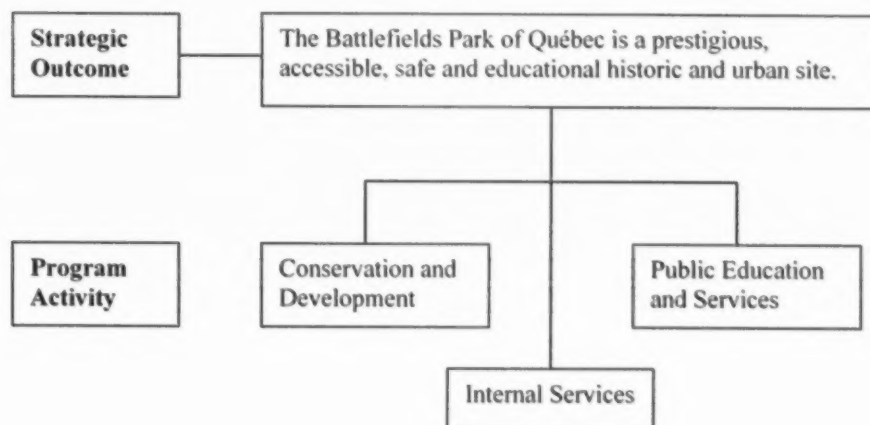 Strategic
Outcome
The Battlefields Park of Québec is a prestigious,
accessible, safe and educational historic and urban site.
Program
Activity
Conservation and
Development
Public Education
and Services
Internal Services